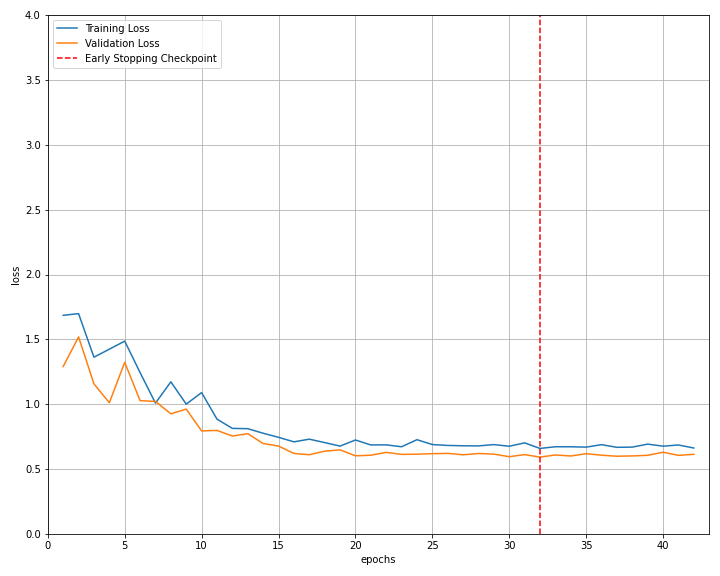 4.0
3.5
3.0
2.5
2.0
1.5
1.0
0.5
0.0
loss
Training Loss
Validation Loss
Early Stopping Checkpoint
0 5 10 15 20 25 30 35 40
epochs